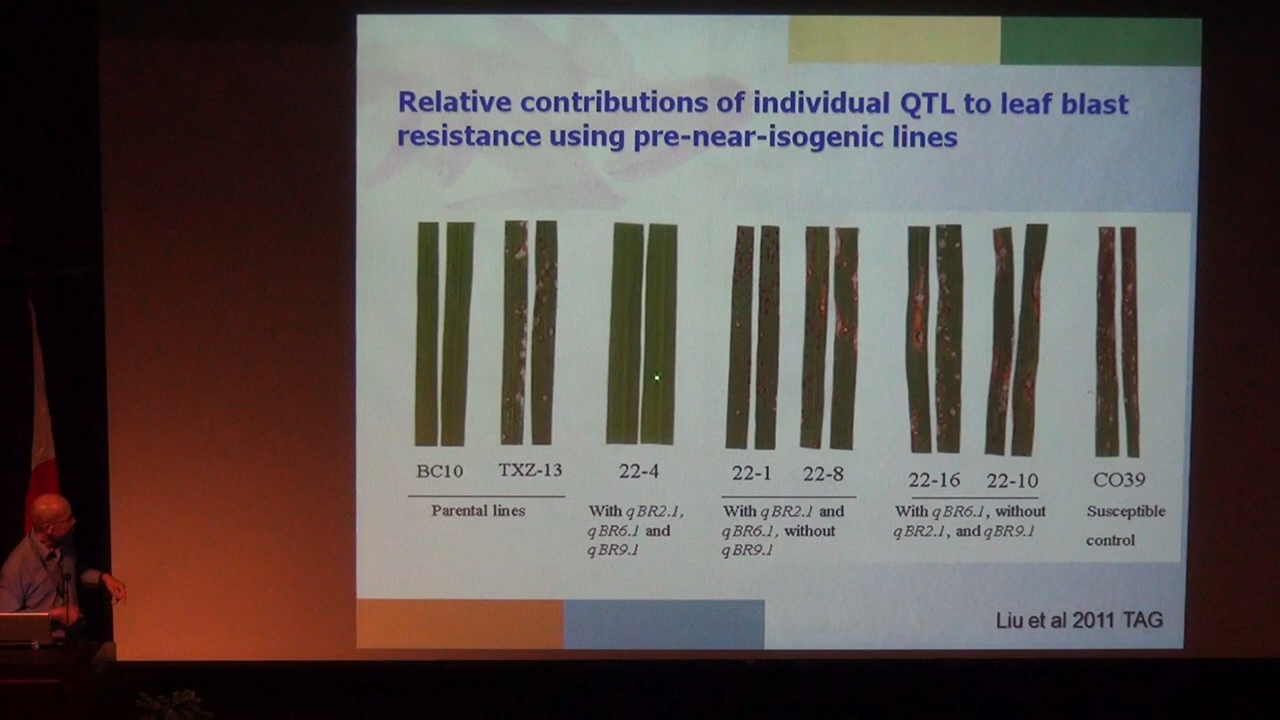 Relative contributions of individual QTL to leaf blast
resistance using pre-near-isogenic lines
BC10
TXZ-13
22-4
22-1
22-8
22-16
22-10
CO39
Parental lines
With qBR2.1,
qBR6.1 and
qBR9.1
With qBR2.1 and
qBR6.1, without
qBR9.1
With qBR6.1, without
qBR2.1, and qBR9.1
Susceptible
control
Liu et al 2011 TAG